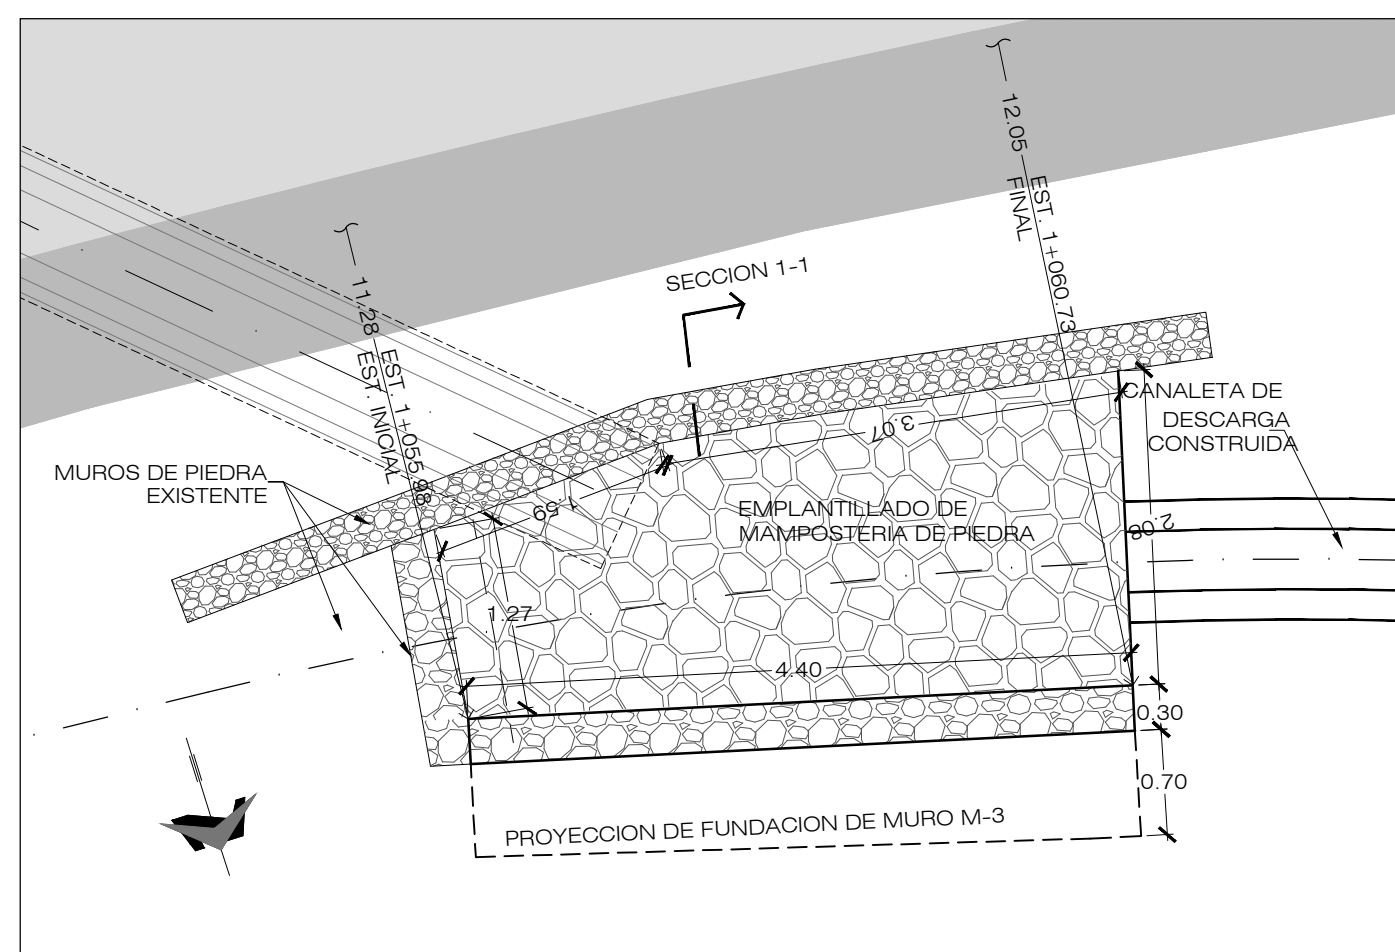 12.05
EST. 1+060.73
FINAL
11.28
EST. 1+055.98
EST. INICIAL
SECCION 1-1
CANALETA DE
DESCARGA
CONSTRUIDA
3.07
MUROS DE PIEDRA
EXISTENTE
1.59
EMPLANTILLADO DE
MAMPOSTERIA DE PIEDRA
2.08
1.27
4.40
0.30
0.70
PROYECCION DE FUNDACION DE MURO M-3